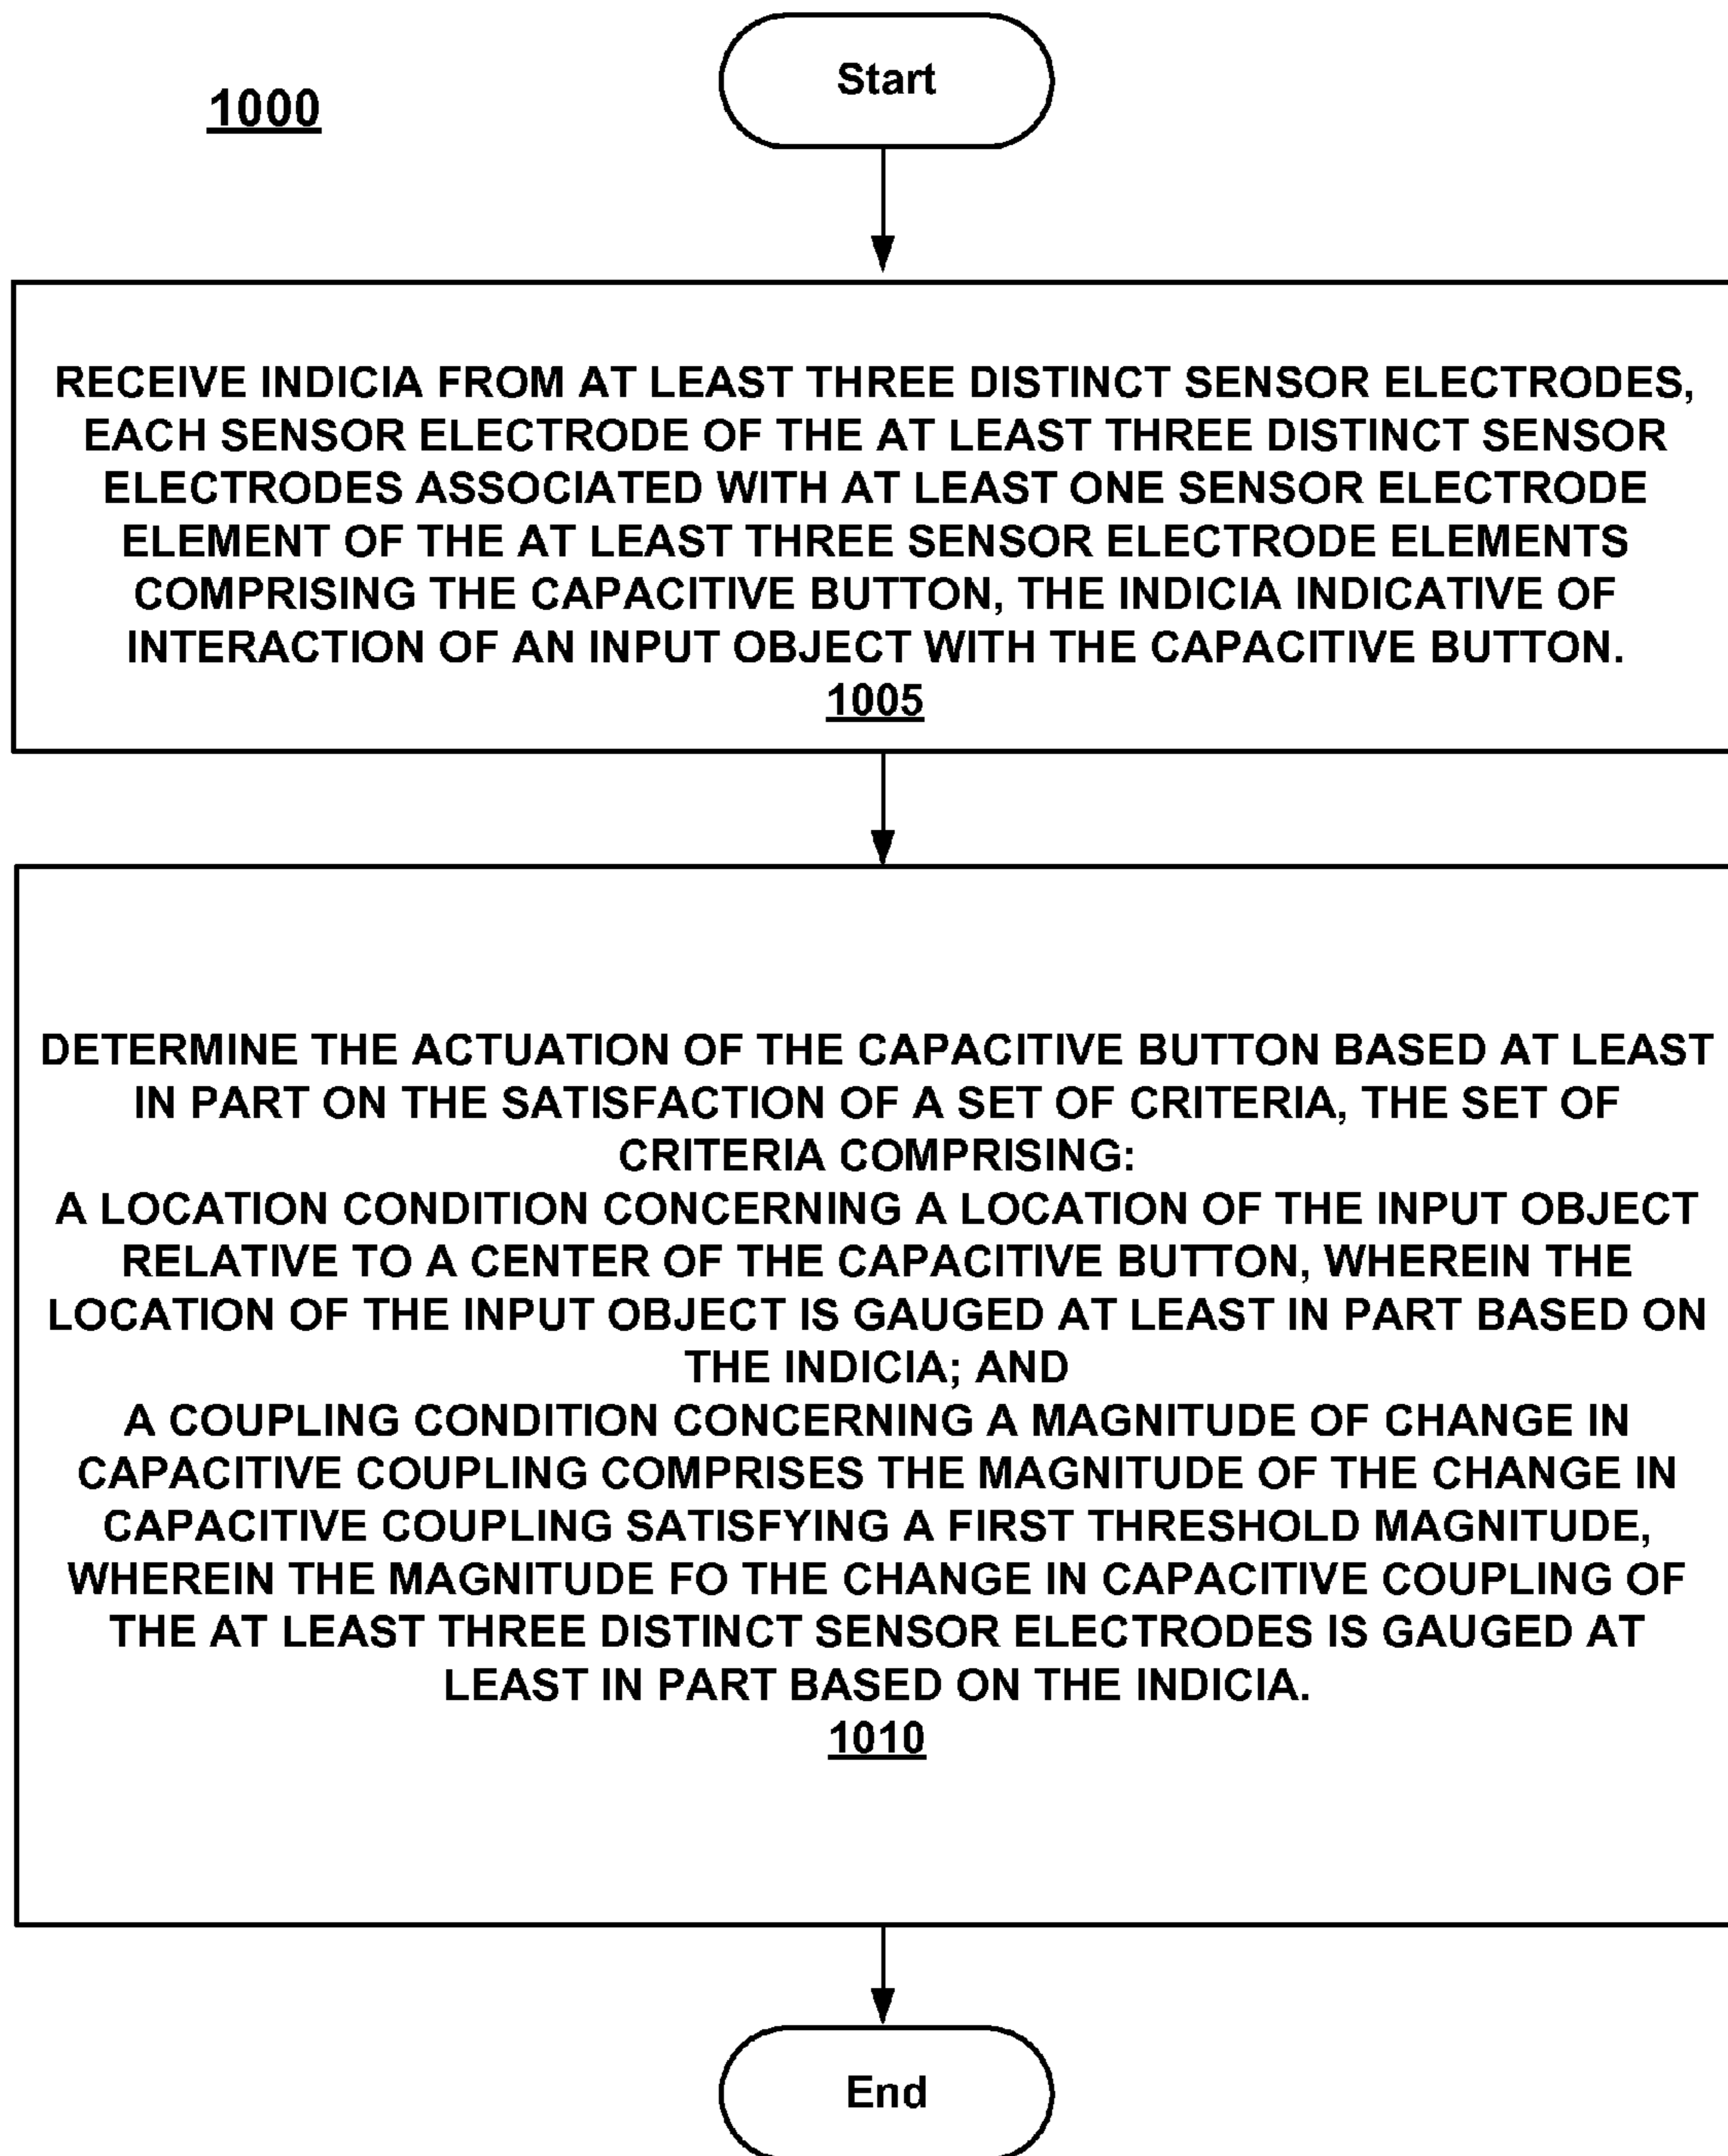 Start
1000
RECEIVE INDICIA FROM AT LEAST THREE DISTINCT SENSOR ELECTRODES,
EACH SENSOR ELECTRODE OF THE AT LEAST THREE DISTINCT SENSOR
ELECTRODES ASSOCIATED WITH AT LEAST ONE SENSOR ELECTRODE
ELEMENT OF THE AT LEAST THREE SENSOR ELECTRODE ELEMENTS
COMPRISING THE CAPACITIVE BUTTON, THE INDICIA INDICATIVE OF
INTERACTION OF AN INPUT OBJECT WITH THE CAPACITIVE BUTTON.
1005
DETERMINE THE ACTUATION OF THE CAPACITIVE BUTTON BASED AT LEAST
IN PART ON THE SATISFACTION OF A SET OF CRITERIA, THE SET OF
CRITERIA COMPRISING:
A LOCATION CONDITION CONCERNING A LOCATION OF THE INPUT OBJECT
RELATIVE TO A CENTER OF THE CAPACITIVE BUTTON, WHEREIN THE
LOCATION OF THE INPUT OBJECT IS GAUGED AT LEAST IN PART BASED ON
THE INDICIA; AND
A COUPLING CONDITION CONCERNING A MAGNITUDE OF CHANGE IN
CAPACITIVE COUPLING COMPRISES THE MAGNITUDE OF THE CHANGE IN
CAPACITIVE COUPLING SATISFYING A FIRST THRESHOLD MAGNITUDE,
WHEREIN THE MAGNITUDE FO THE CHANGE IN CAPACITIVE COUPLING OF
THE AT LEAST THREE DISTINCT SENSOR ELECTRODES IS GAUGED AT
LEAST IN PART BASED ON THE INDICIA.
1010
End